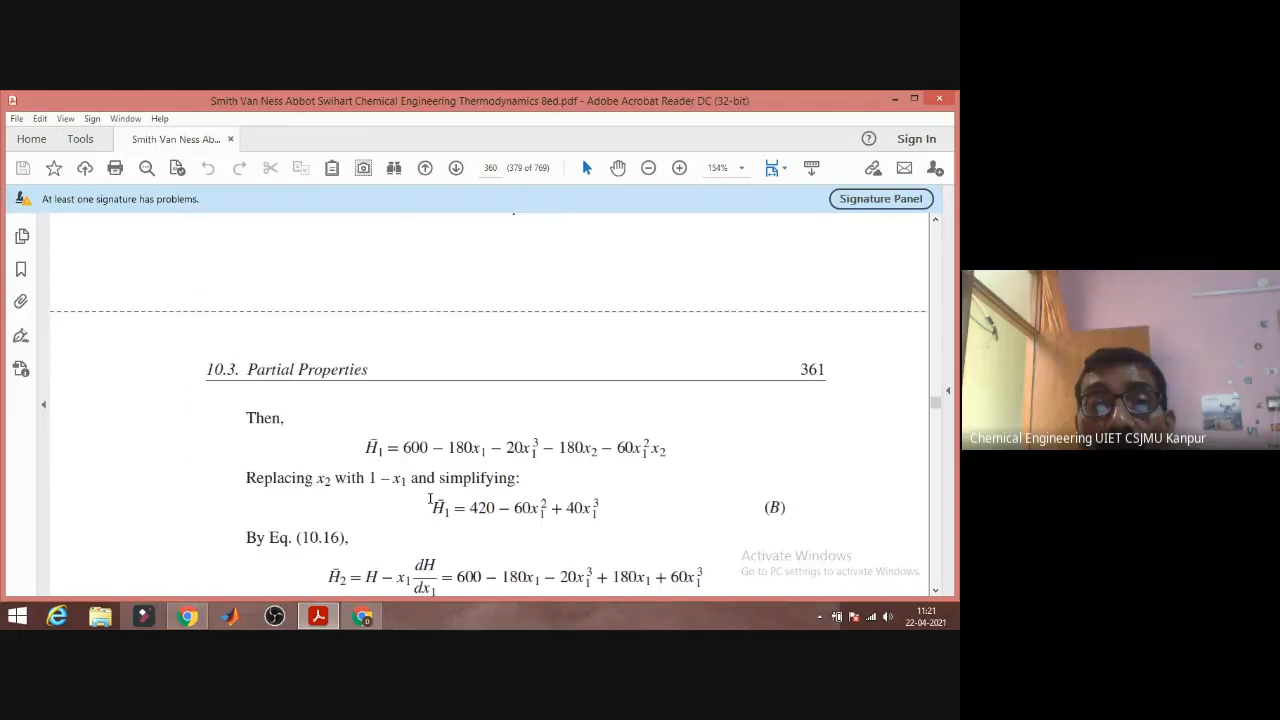 Smith Van Ness Abbot Swihart Chemical Engineering Thermodynamics 8ed.pdf - Adobe Acrobat Reader DC (32-bit)
File Edit View Sign Window Help
Home Tools Smith Van Ness Ab... × Sign In
360 (379 of 769) 154%
At least one signature has problems. Signature Panel
10.3. Partial Properties 361
Then,
H̄₁ = 600 − 180x₁ − 20x₁³ − 180x₂ − 60x₁²x₂
Replacing x₂ with 1 − x₁ and simplifying:
H̄₁ = 420 − 60x₁² + 40x₁³ (B)
By Eq. (10.16),
H̄₂ = H − x₁ dH/dx₁ = 600 − 180x₁ − 20x₁³ + 180x₁ + 60x₁³
Activate Windows
Go to PC settings to activate Windows.
Chemical Engineering UIET CSJMU Kanpur
11:21
22-04-2021